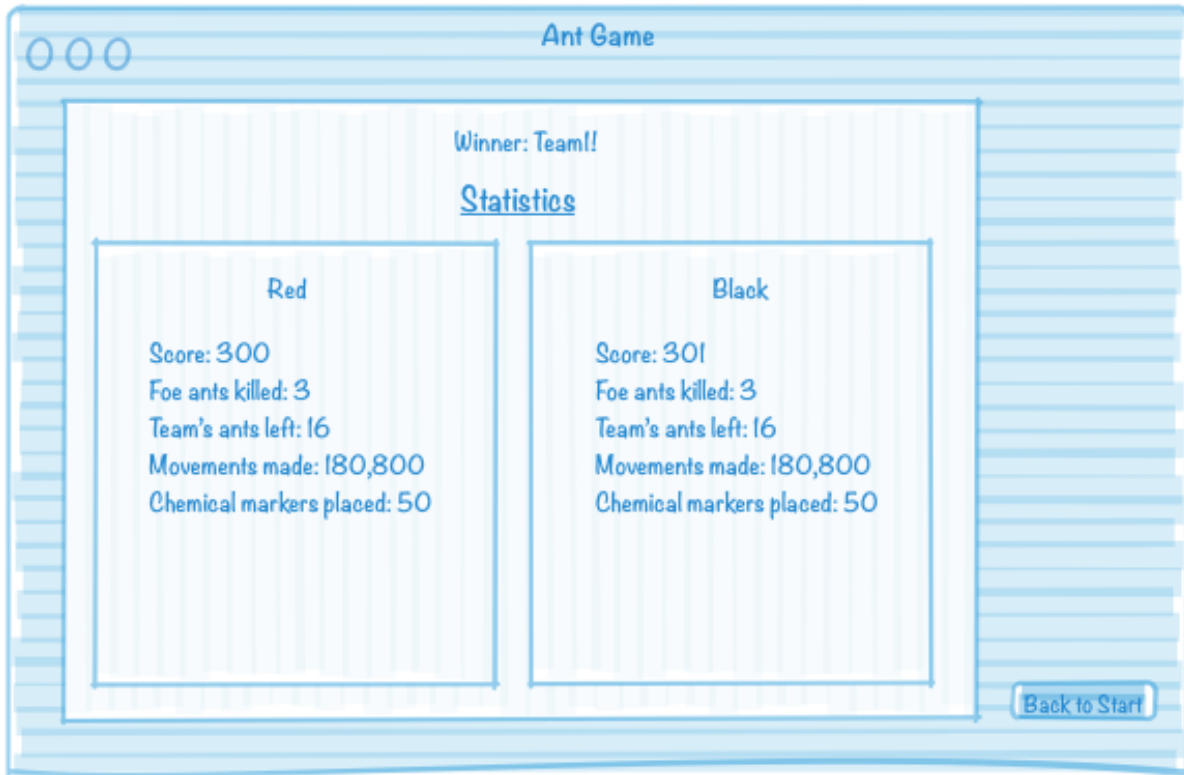 Ant Game
Winner: Team1!
Statistics
Red
Score: 300
Foe ants killed: 3
Team's ants left: 16
Movements made: 180,800
Chemical markers placed: 50
Black
Score: 301
Foe ants killed: 3
Team's ants left: 16
Movements made: 180,800
Chemical markers placed: 50
Back to Start